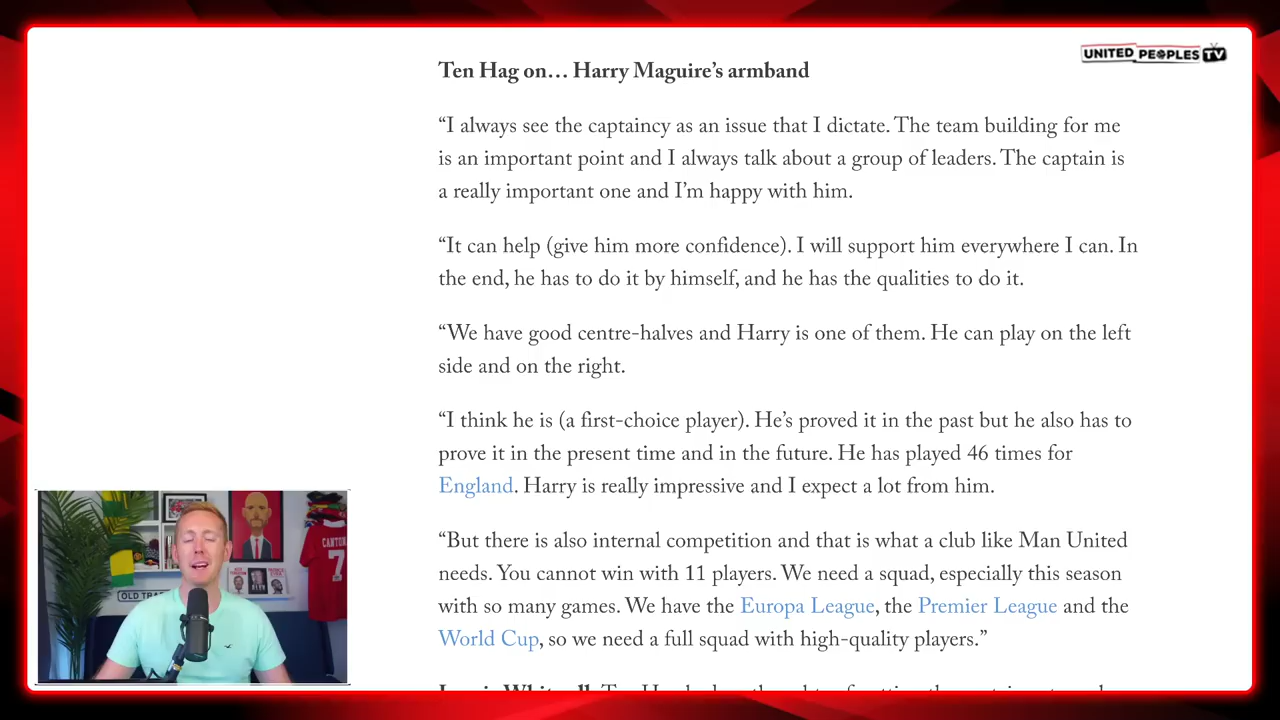 UNITED PEOPLES TV
Ten Hag on… Harry Maguire’s armband
“I always see the captaincy as an issue that I dictate. The team building for me
is an important point and I always talk about a group of leaders. The captain is
a really important one and I’m happy with him.
“It can help (give him more confidence). I will support him everywhere I can. In
the end, he has to do it by himself, and he has the qualities to do it.
“We have good centre-halves and Harry is one of them. He can play on the left
side and on the right.
“I think he is (a first-choice player). He’s proved it in the past but he also has to
prove it in the present time and in the future. He has played 46 times for
England. Harry is really impressive and I expect a lot from him.
“But there is also internal competition and that is what a club like Man United
needs. You cannot win with 11 players. We need a squad, especially this season
with so many games. We have the Europa League, the Premier League and the
World Cup, so we need a full squad with high-quality players.”
CANTONA
7
OLD TRA